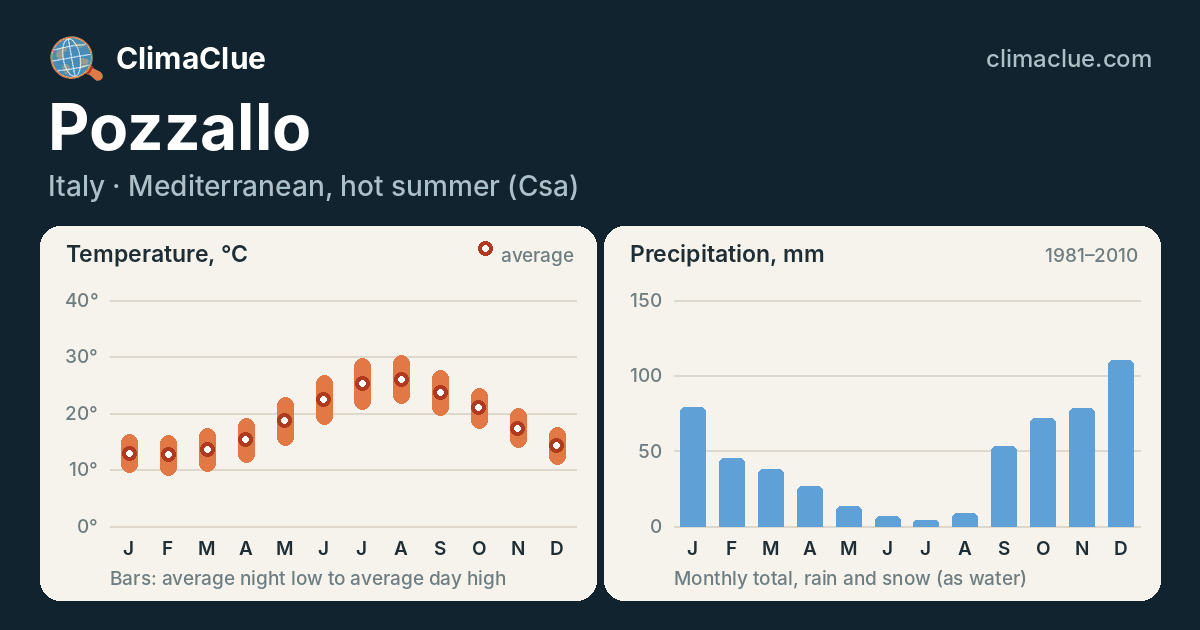 ClimaClue
climaclue.com
Pozzallo
Italy · Mediterranean, hot summer (Csa)
Temperature, °C
average
40°
30°
20°
10°
0°
J F M A M J J A S O N D
Bars: average night low to average day high
Precipitation, mm
1981–2010
150
100
50
0
J F M A M J J A S O N D
Monthly total, rain and snow (as water)